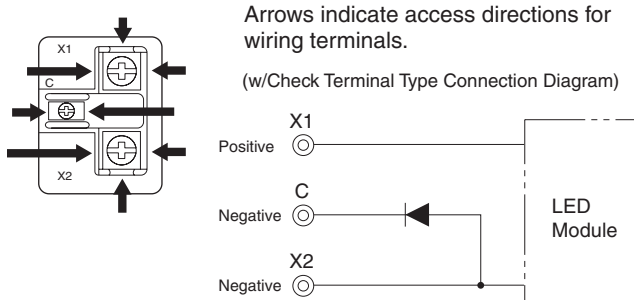 Arrows indicate access directions for
wiring terminals.
(w/Check Terminal Type Connection Diagram)
X1
C
X2
X1
Positive
C
Negative
X2
Negative
LED
Module